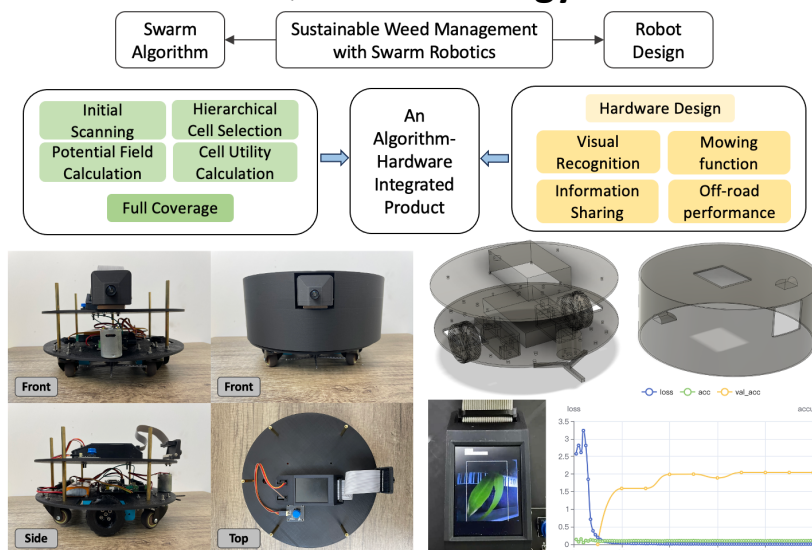 Swarm
Algorithm
Sustainable Weed Management
with Swarm Robotics
Robot
Design
Initial
Scanning
Hierarchical
Cell Selection
Potential Field
Calculation
Cell Utility
Calculation
Full Coverage
An
Algorithm-
Hardware
Integrated
Product
Hardware Design
Visual
Recognition
Mowing
function
Information
Sharing
Off-road
performance
Front
Front
Side
Top
loss acc val_acc
loss
accu
3.5
3
2.5
2
1.5
1
0.5
0